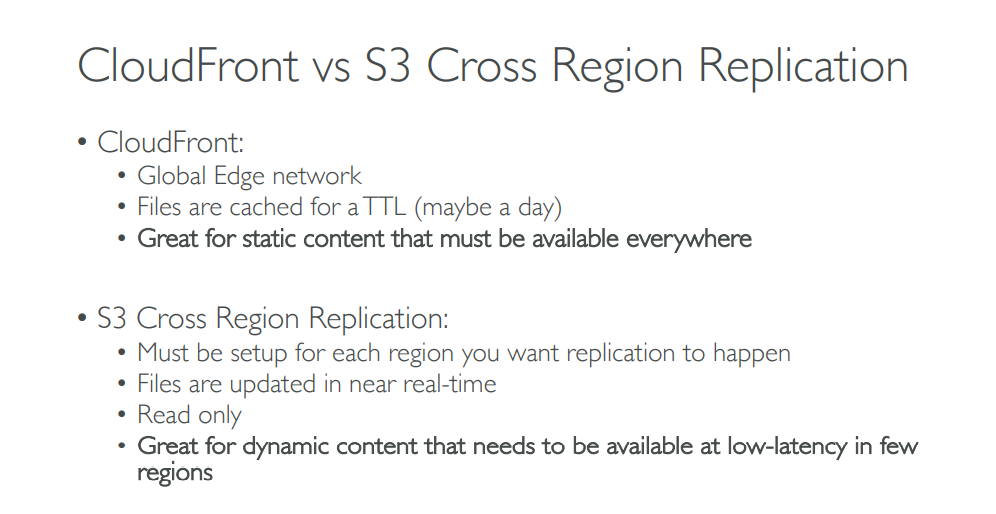 CloudFront vs S3 Cross Region Replication
• CloudFront:
• Global Edge network
• Files are cached for a TTL (maybe a day)
• Great for static content that must be available everywhere
• S3 Cross Region Replication:
• Must be setup for each region you want replication to happen
• Files are updated in near real-time
• Read only
• Great for dynamic content that needs to be available at low-latency in few
regions